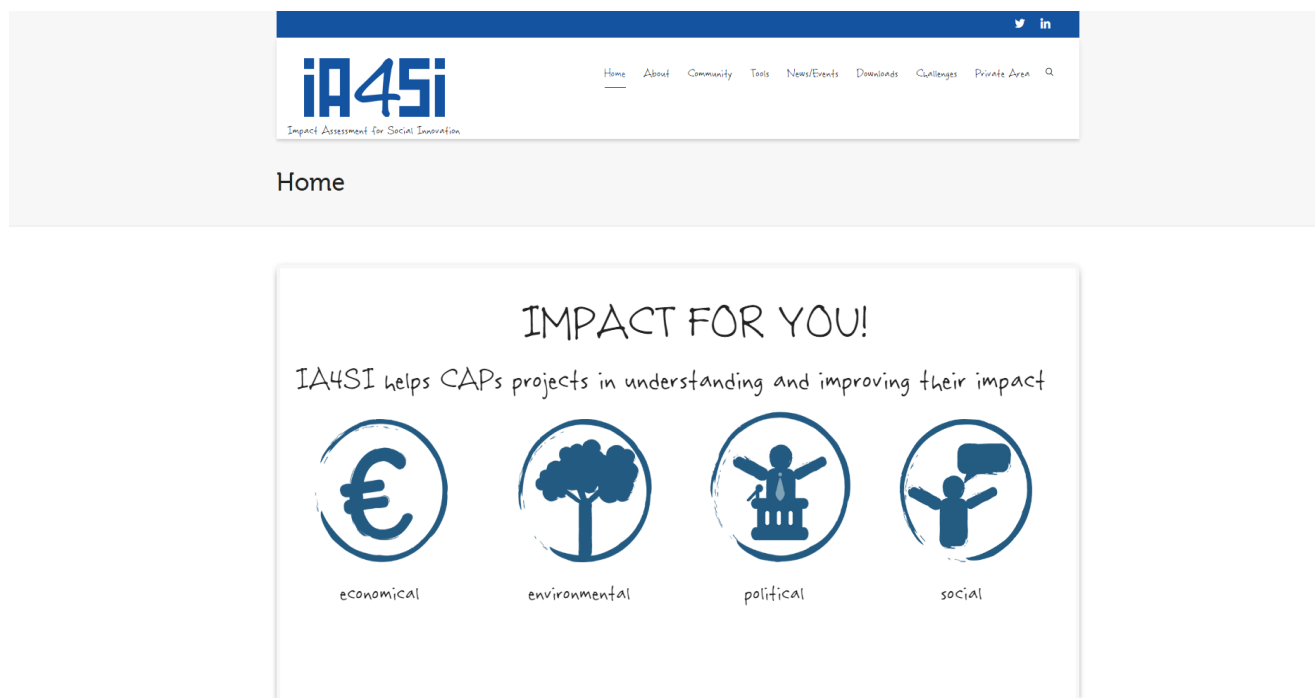 iA4Si
Impact Assessment for Social Innovation
Home About Community Tools News/Events Downloads Challenges Private Area
Home
IMPACT FOR YOU!
IA4SI helps CAPs projects in understanding and improving their impact
economical environmental political social